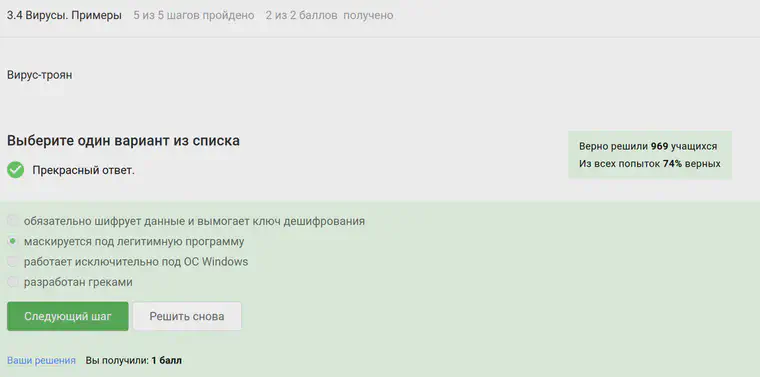 3.4 Вирусы. Примеры 5 из 5 шагов пройдено 2 из 2 баллов получено
Вирус-троян
Выберите один вариант из списка
Прекрасный ответ.
Верно решили 969 учащихся
Из всех попыток 74% верных
обязательно шифрует данные и вымогает ключ дешифрования
маскируется под легитимную программу
работает исключительно под ОС Windows
разработан греками
Следующий шаг Решить снова
Ваши решения Вы получили: 1 балл